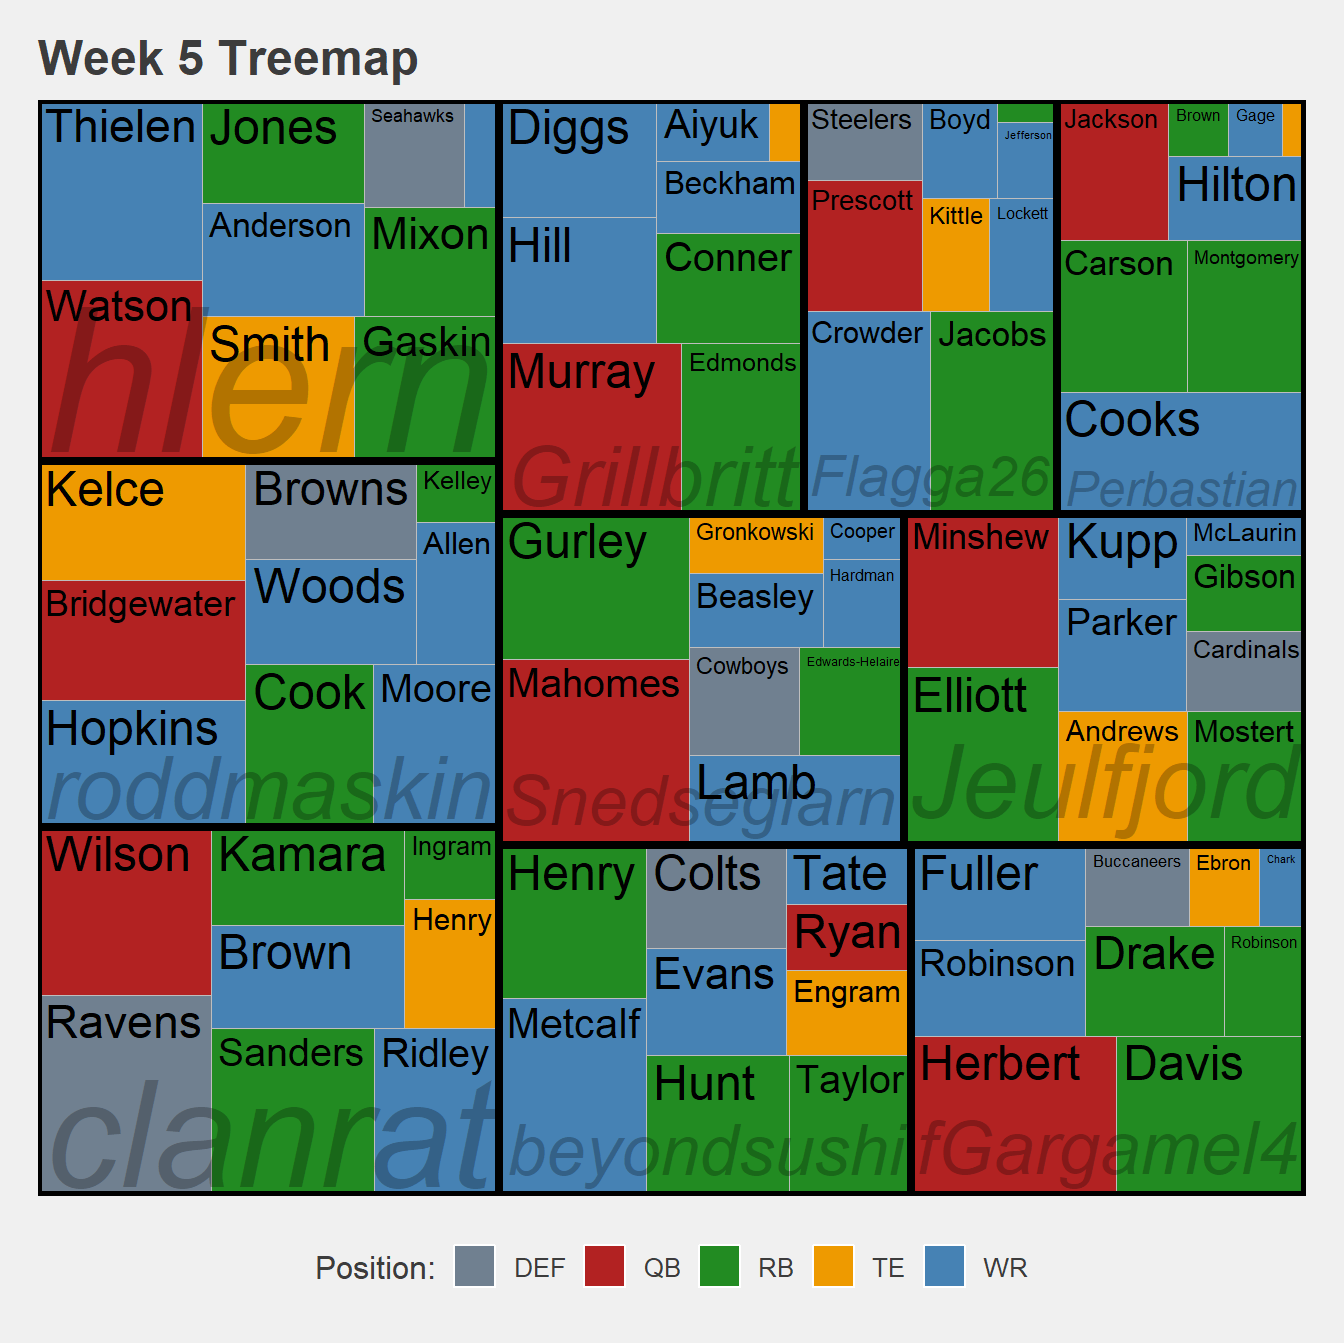 Week 5 Treemap
Thielen
Jones
Seahawks
Anderson
Mixon
Watson
Smith
Gaskin
hlern
Diggs
Aiyuk
Beckham
Hill
Conner
Murray
Edmonds
Grillbritt
Steelers
Boyd
Jefferson
Prescott
Kittle
Lockett
Crowder
Jacobs
Flagga26
Jackson
Brown
Gage
Hilton
Carson
Montgomery
Cooks
Perbastian
Kelce
Browns
Kelley
Allen
Woods
Bridgewater
Cook
Moore
Hopkins
roddmaskin
Gurley
Gronkowski
Cooper
Beasley
Hardman
Mahomes
Cowboys
Edwards-Helaire
Lamb
Snedseglarn
Minshew
Kupp
McLaurin
Gibson
Parker
Cardinals
Elliott
Andrews
Mostert
Jeulfjord
Wilson
Kamara
Ingram
Henry
Brown
Ravens
Sanders
Ridley
clanrat
Henry
Colts
Tate
Ryan
Evans
Engram
Metcalf
Hunt
Taylor
beyondsushi
Fuller
Buccaneers
Ebron
Chark
Robinson
Drake
Robinson
Herbert
Davis
fGargamel4
Position: DEF QB RB TE WR